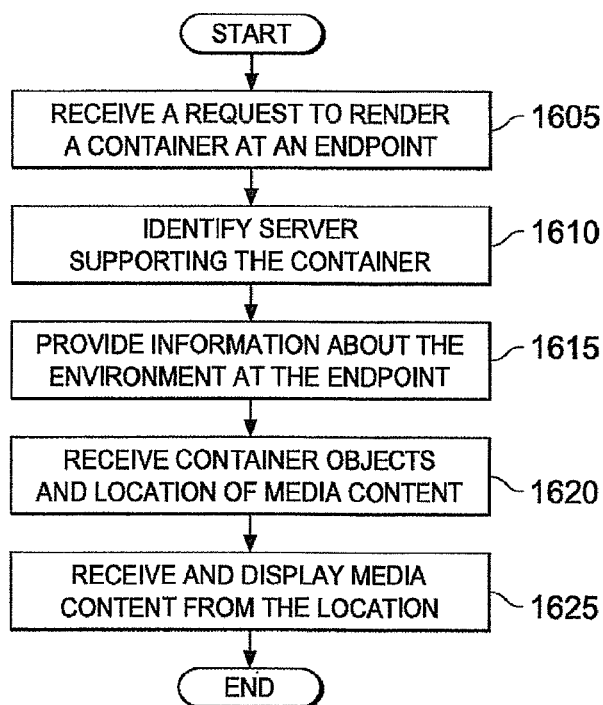 START
RECEIVE A REQUEST TO RENDER
A CONTAINER AT AN ENDPOINT
1605
IDENTIFY SERVER
SUPPORTING THE CONTAINER
1610
PROVIDE INFORMATION ABOUT THE
ENVIRONMENT AT THE ENDPOINT
1615
RECEIVE CONTAINER OBJECTS
AND LOCATION OF MEDIA CONTENT
1620
RECEIVE AND DISPLAY MEDIA
CONTENT FROM THE LOCATION
1625
END